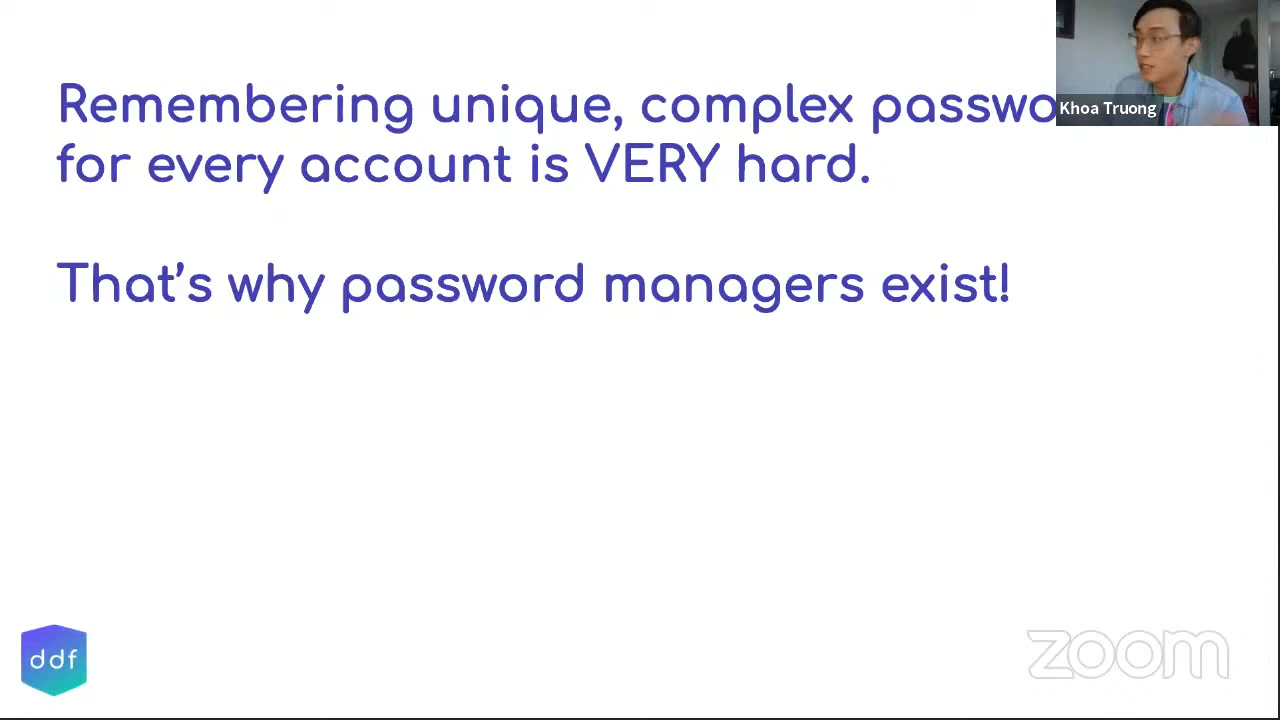 Remembering unique, complex passwo
for every account is VERY hard.
That's why password managers exist!
Khoa Truong
ddf
zoom